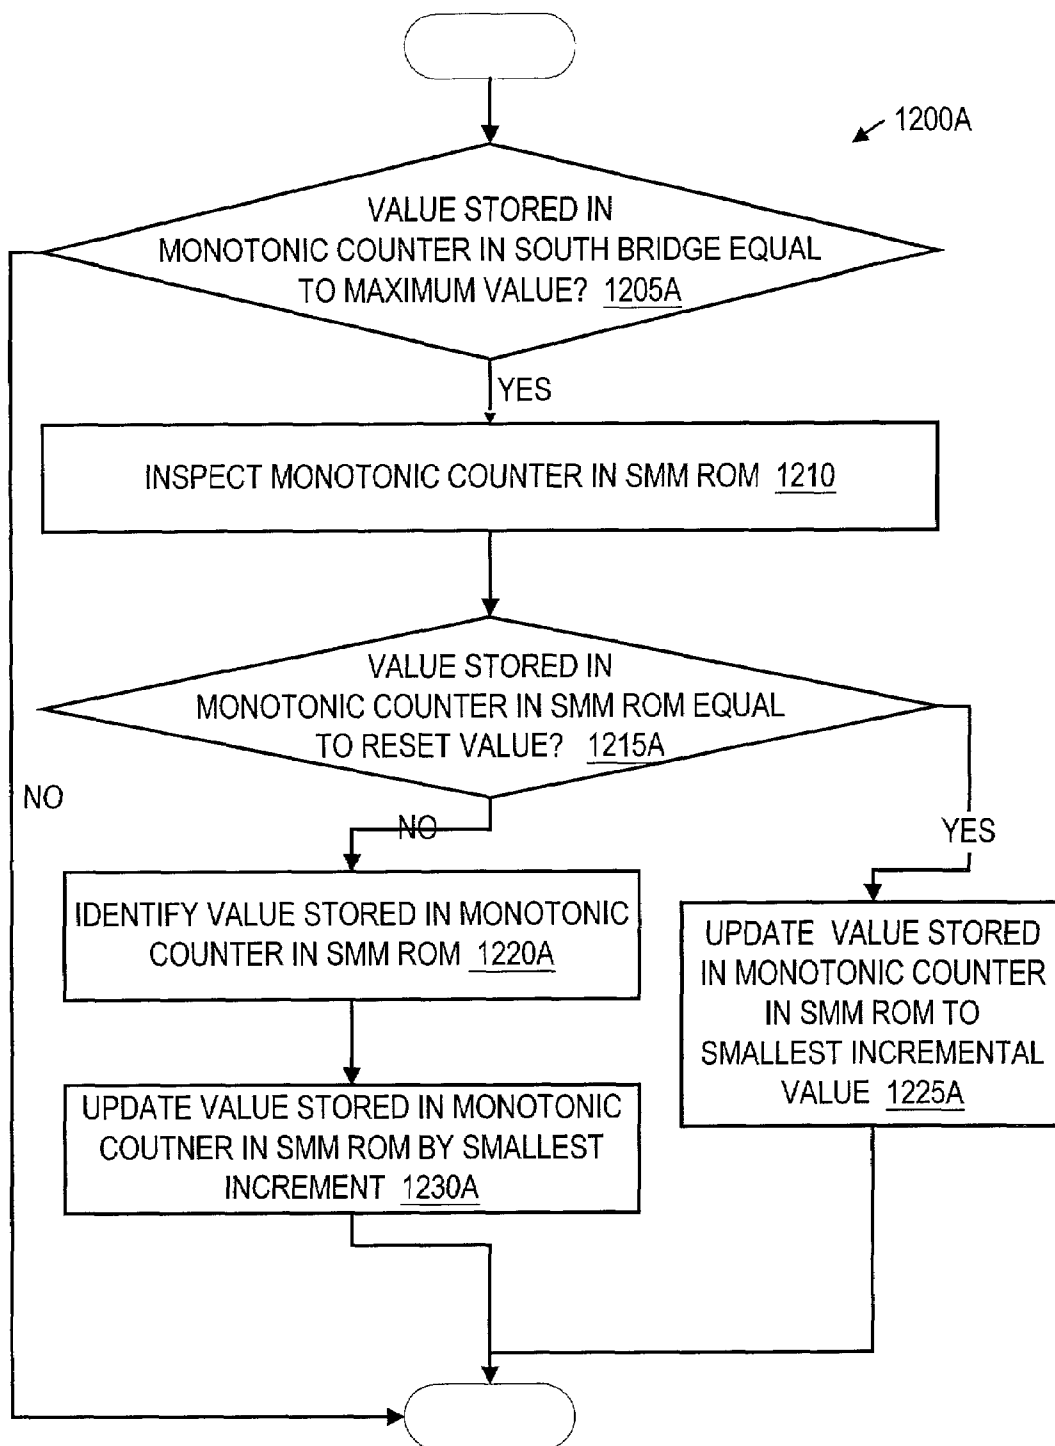 1200A
VALUE STORED IN
MONOTONIC COUNTER IN SOUTH BRIDGE EQUAL
TO MAXIMUM VALUE? 1205A
YES
INSPECT MONOTONIC COUNTER IN SMM ROM 1210
VALUE STORED IN
MONOTONIC COUNTER IN SMM ROM EQUAL
TO RESET VALUE? 1215A
NO
NO
YES
IDENTIFY VALUE STORED IN MONOTONIC
COUNTER IN SMM ROM 1220A
UPDATE VALUE STORED
IN MONOTONIC COUNTER
IN SMM ROM TO
SMALLEST INCREMENTAL
VALUE 1225A
UPDATE VALUE STORED IN MONOTONIC
COUTNER IN SMM ROM BY SMALLEST
INCREMENT 1230A